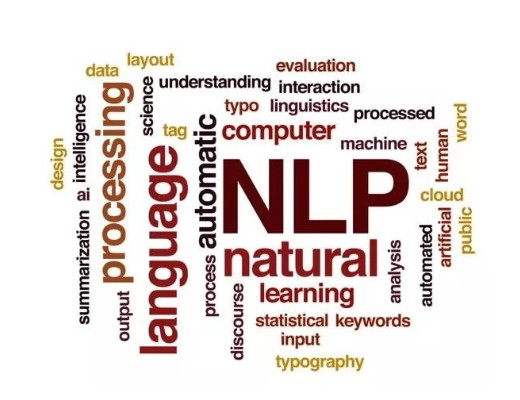 layout
data
evaluation
understanding
interaction
science
typo
linguistics
processed
processing
intelligence
design
tag
computer
machine
automatic
language
NLP
text
human
word
ai.
cloud
natural
summarization
process
analysis
automated
artificial
public
learning
output
discourse
statistical
keywords
input
typography